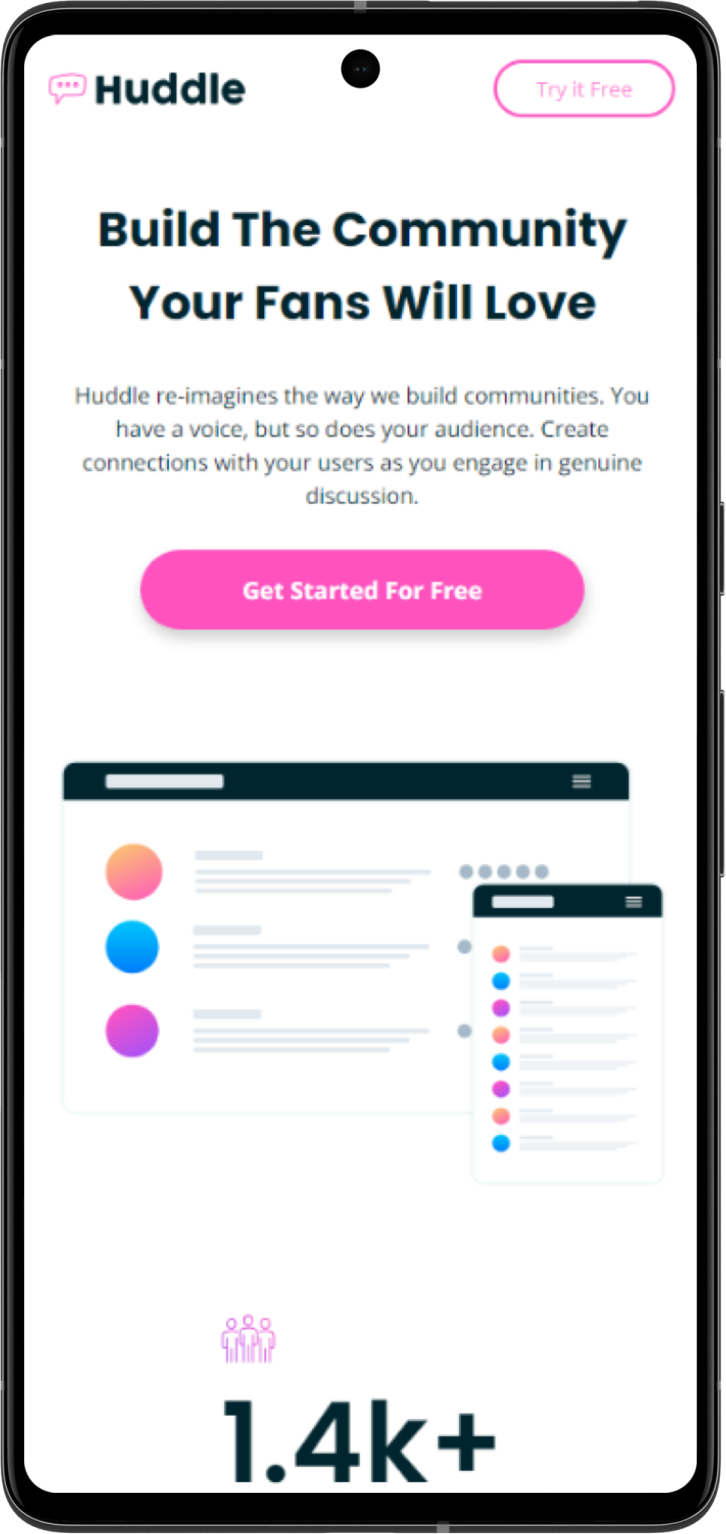 Huddle
Try it Free
Build The Community
Your Fans Will Love
Huddle re-imagines the way we build communities. You
have a voice, but so does your audience. Create
connections with your users as you engage in genuine
discussion.
Get Started For Free
1.4k+